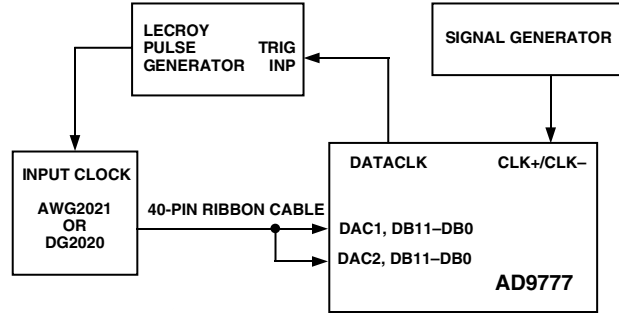 LECROY
PULSE
GENERATOR
TRIG
INP
SIGNAL GENERATOR
INPUT CLOCK
AWG2021
OR
DG2020
40-PIN RIBBON CABLE
DATACLK
CLK+/CLK–
DAC1, DB11–DB0
DAC2, DB11–DB0
AD9777